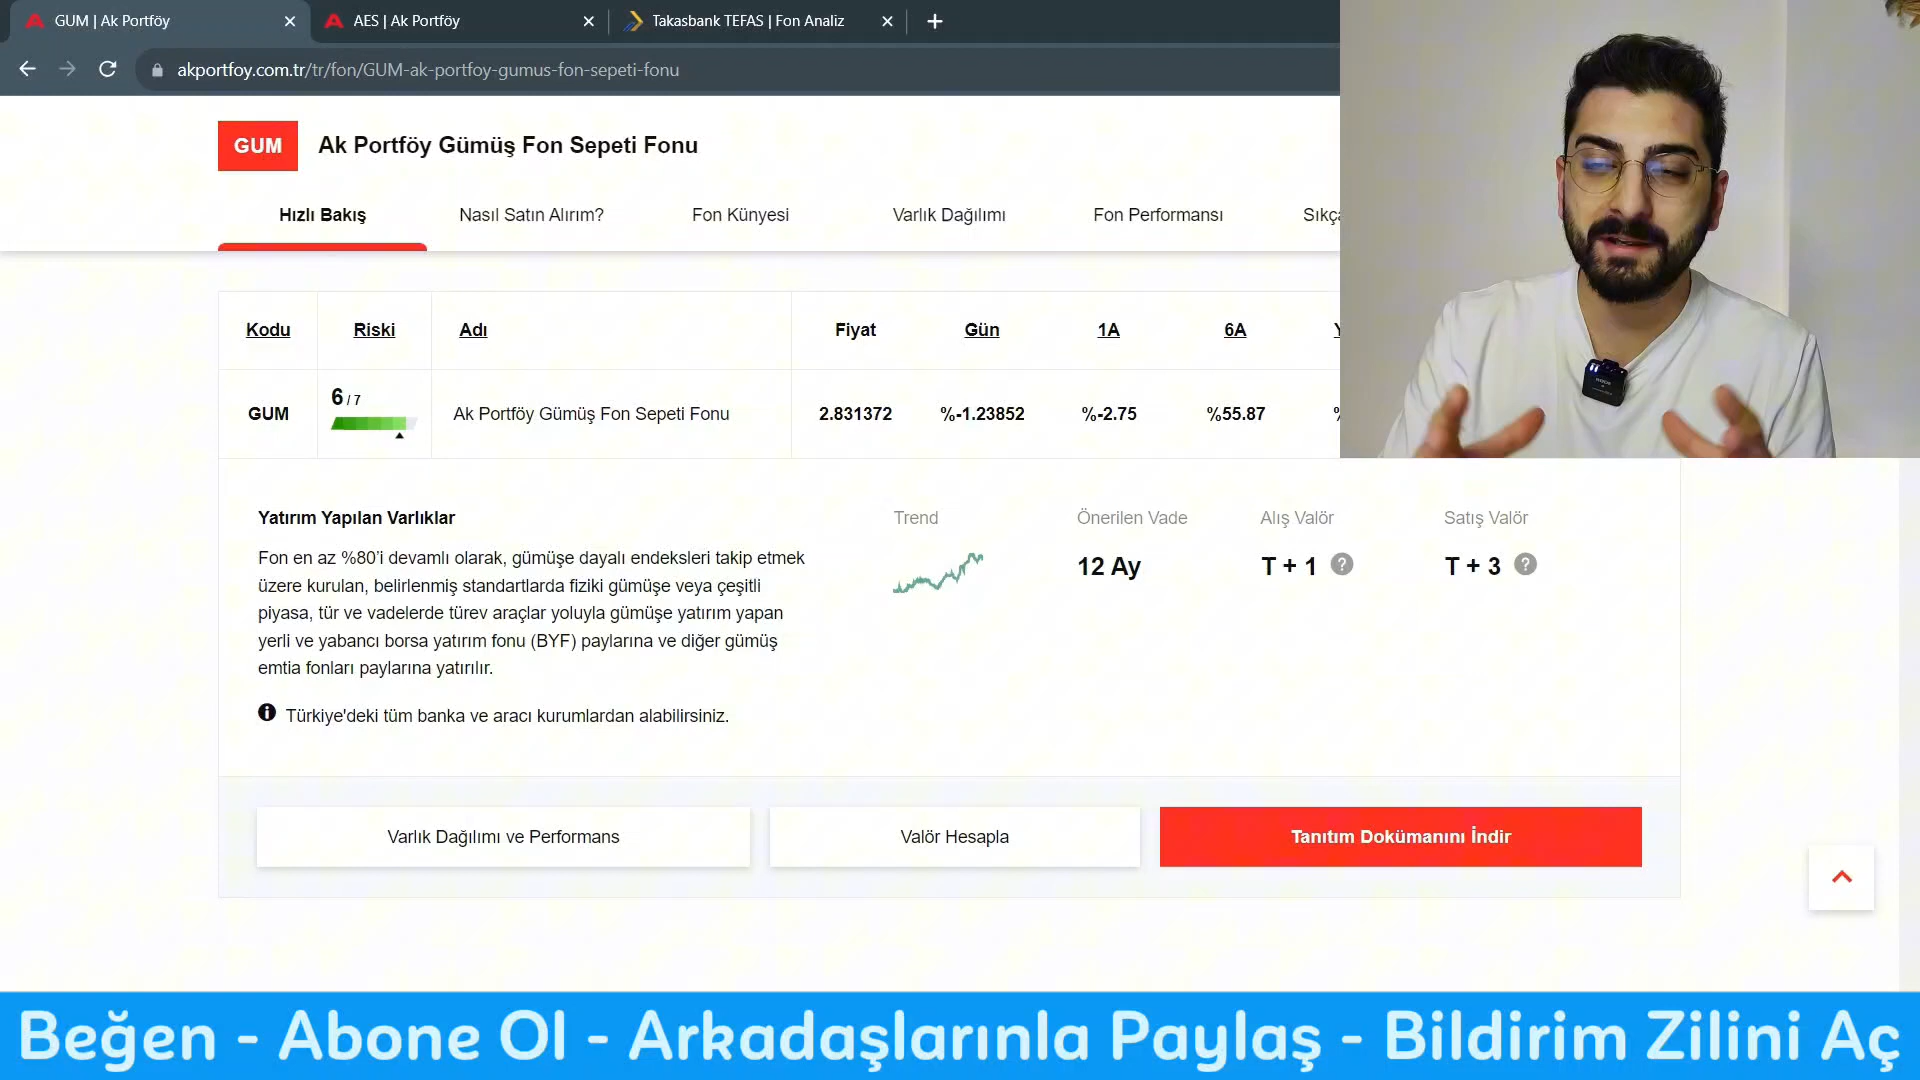 GUM | Ak Portföy
AES | Ak Portföy
Takasbank TEFAS | Fon Analiz
akportfoy.com.tr/tr/fon/GUM-ak-portfoy-gumus-fon-sepeti-fonu
GUM
Ak Portföy Gümüş Fon Sepeti Fonu
Hızlı Bakış
Nasıl Satın Alırım?
Fon Künyesi
Varlık Dağılımı
Fon Performansı
Kodu
Riski
Adı
Fiyat
Gün
1A
6A
GUM
6 / 7
Ak Portföy Gümüş Fon Sepeti Fonu
2.831372
%-1.23852
%-2.75
%55.87
Yatırım Yapılan Varlıklar
Fon en az %80'i devamlı olarak, gümüşe dayalı endeksleri takip etmek
üzere kurulan, belirlenmiş standartlarda fiziki gümüşe veya çeşitli
piyasa, tür ve vadelerde türev araçlar yoluyla gümüşe yatırım yapan
yerli ve yabancı borsa yatırım fonu (BYF) paylarına ve diğer gümüş
emtia fonları paylarına yatırılır.
Türkiye'deki tüm banka ve aracı kurumlardan alabilirsiniz.
Trend
Önerilen Vade
12 Ay
Alış Valör
T + 1 ?
Satış Valör
T + 3 ?
Varlık Dağılımı ve Performans
Valör Hesapla
Tanıtım Dokümanını İndir
Beğen - Abone Ol - Arkadaşlarınla Paylaş - Bildirim Zilini Aç